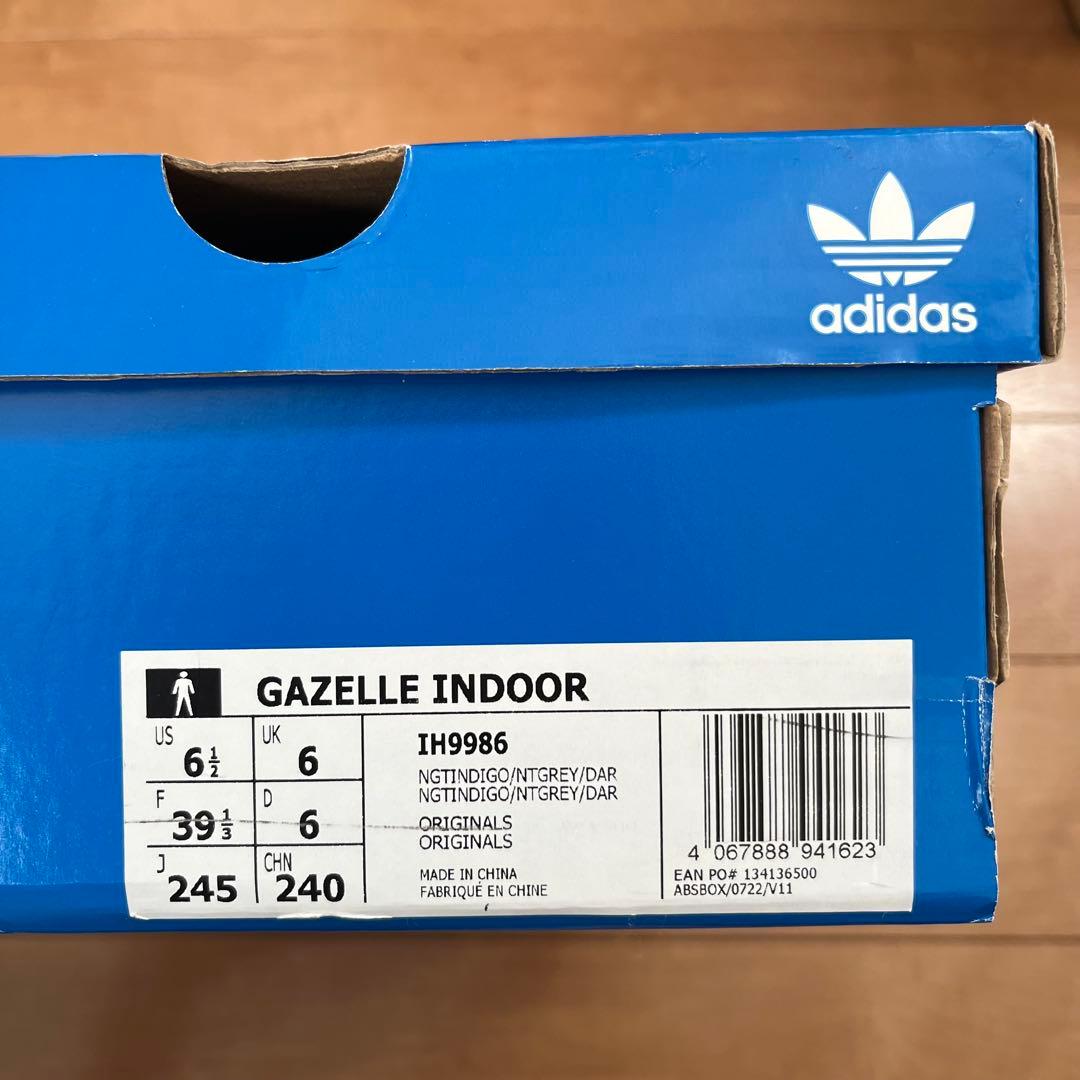 adidas
GAZELLE INDOOR
US 6 1/2
UK 6
F 39 1/3
D 6
J 245
CHN 240
IH9986
NGTINDIGO/NTGREY/DAR
NGTINDIGO/NTGREY/DAR
ORIGINALS
ORIGINALS
MADE IN CHINA
FABRIQUÉ EN CHINE
4 067888 941623
EAN PO# 134136500
ABSBOX/0722/V11